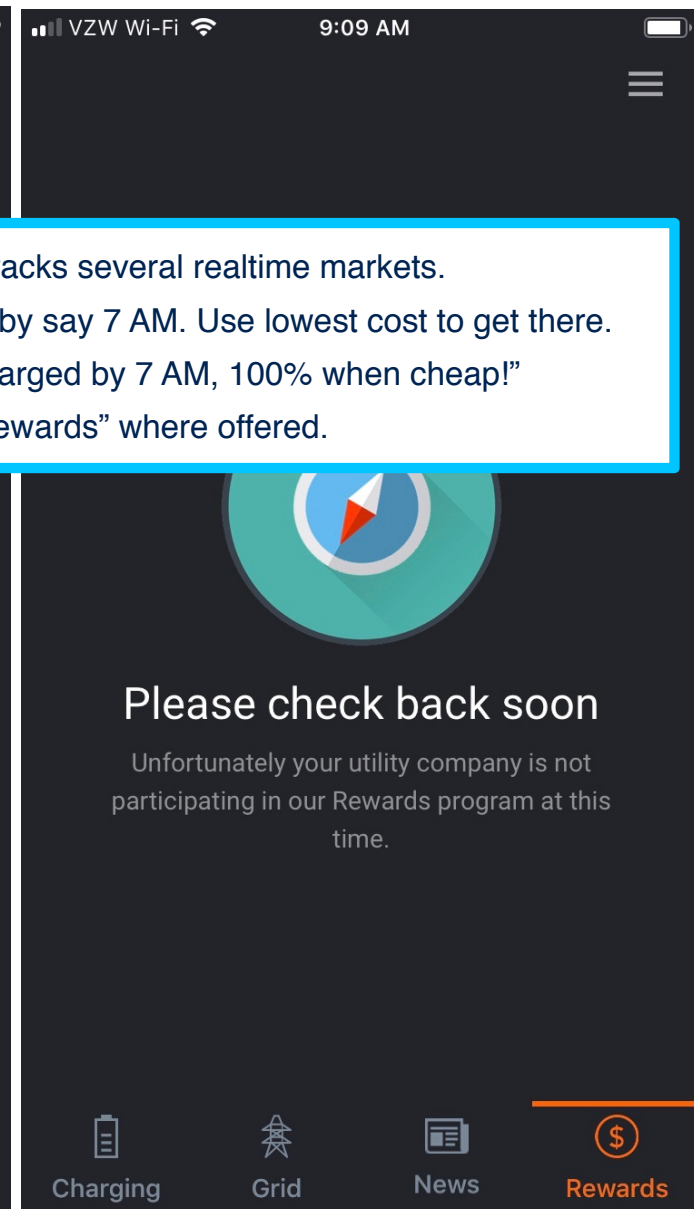 VZW Wi-Fi 9:09 AM
acks several realtime markets.
by say 7 AM. Use lowest cost to get there.
arged by 7 AM, 100% when cheap!”
ewards” where offered.
Please check back soon
Unfortunately your utility company is not
participating in our Rewards program at this
time.
Charging Grid News Rewards